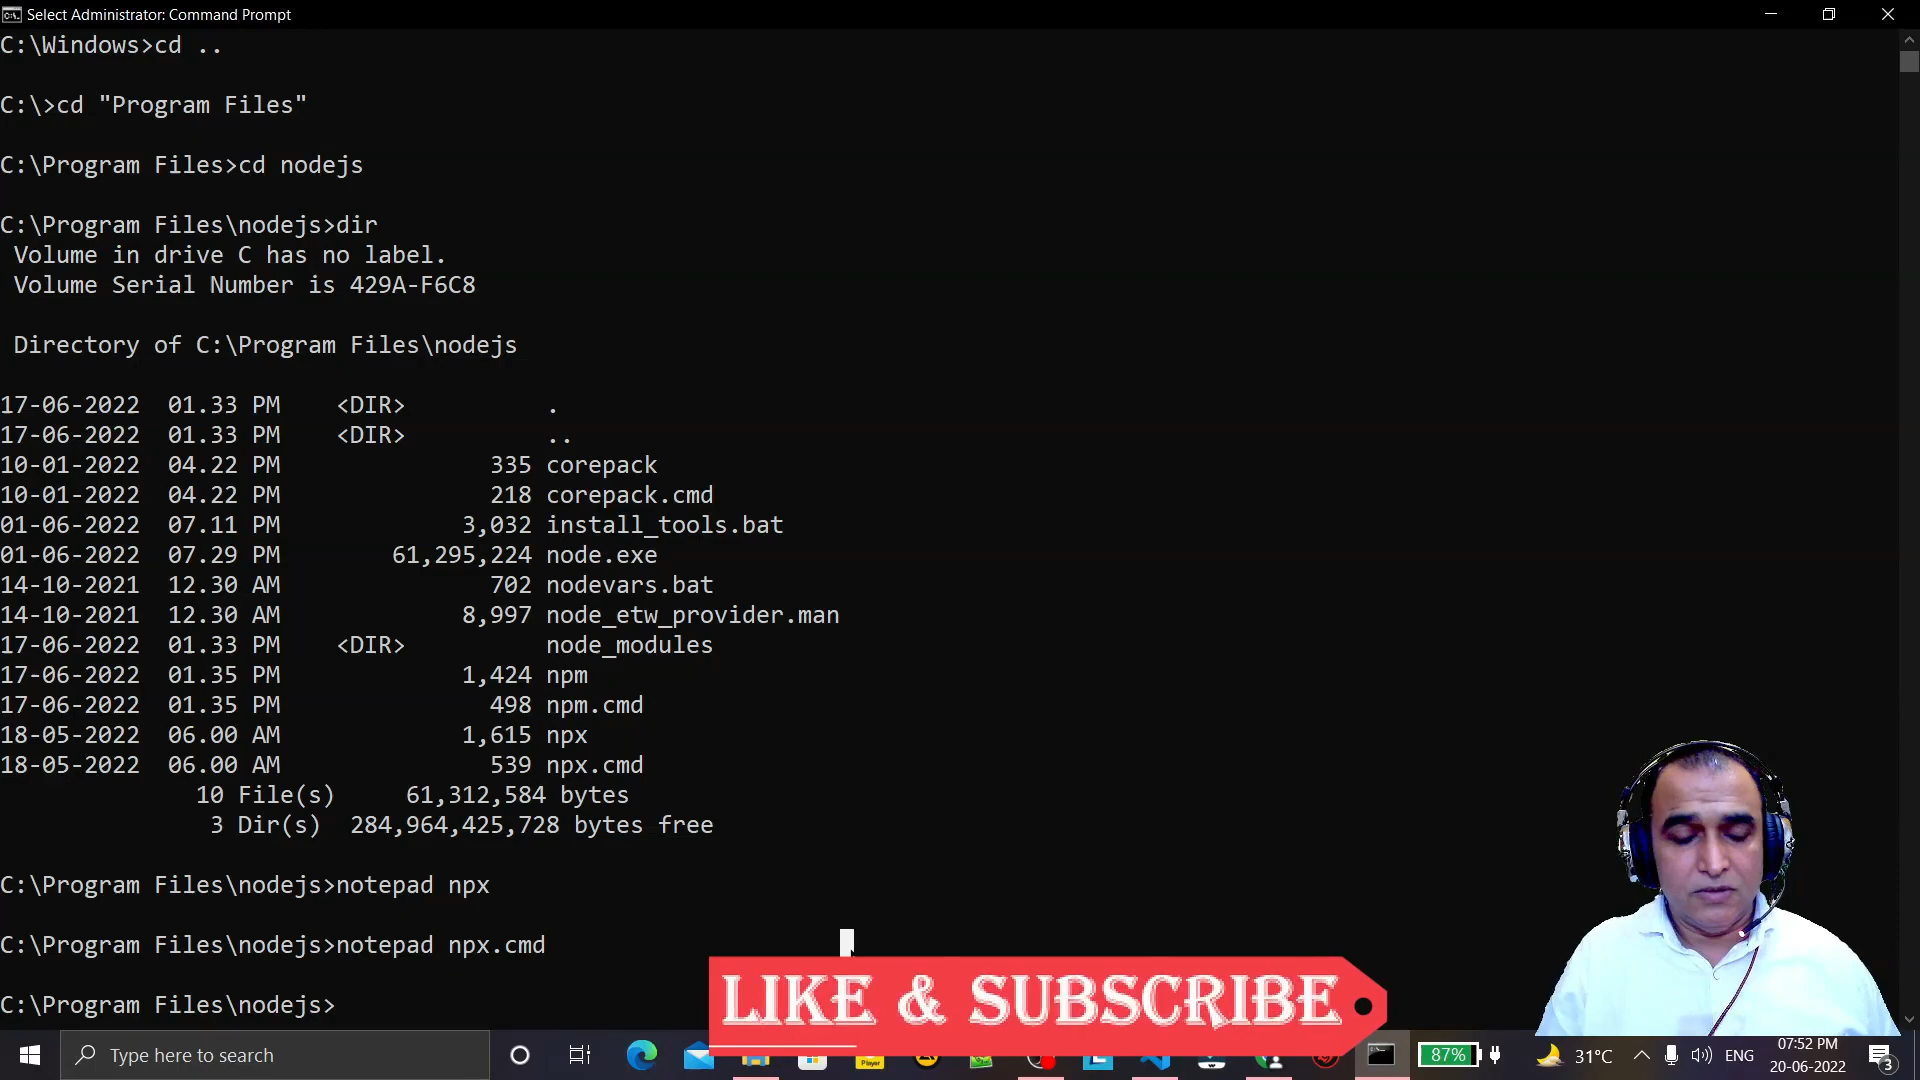 Select Administrator: Command Prompt
C:\Windows>cd ..
C:\>cd "Program Files"
C:\Program Files>cd nodejs
C:\Program Files\nodejs>dir
Volume in drive C has no label.
Volume Serial Number is 429A-F6C8
Directory of C:\Program Files\nodejs
17-06-2022 01.33 PM <DIR> .
17-06-2022 01.33 PM <DIR> ..
10-01-2022 04.22 PM 335 corepack
10-01-2022 04.22 PM 218 corepack.cmd
01-06-2022 07.11 PM 3,032 install_tools.bat
01-06-2022 07.29 PM 61,295,224 node.exe
14-10-2021 12.30 AM 702 nodevars.bat
14-10-2021 12.30 AM 8,997 node_etw_provider.man
17-06-2022 01.33 PM <DIR> node_modules
17-06-2022 01.35 PM 1,424 npm
17-06-2022 01.35 PM 498 npm.cmd
18-05-2022 06.00 AM 1,615 npx
18-05-2022 06.00 AM 539 npx.cmd
10 File(s) 61,312,584 bytes
3 Dir(s) 284,964,425,728 bytes free
C:\Program Files\nodejs>notepad npx
C:\Program Files\nodejs>notepad npx.cmd
C:\Program Files\nodejs>
LIKE & SUBSCRIBE
Type here to search
Player
87%
31°C
ENG
07:52 PM
20-06-2022
3